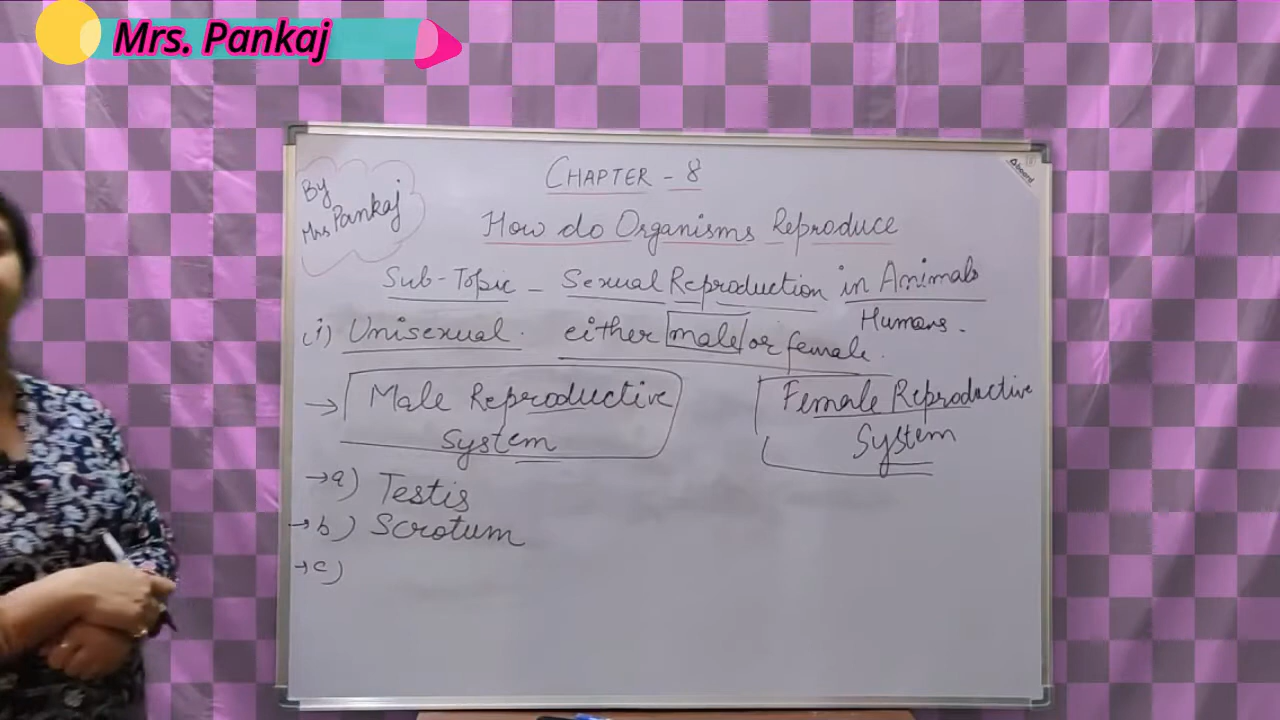 Mrs. Pankaj
By
Mrs Pankaj
CHAPTER - 8
Aboard
How do Organisms Reproduce
Sub-Topic - Sexual Reproduction in Animals
Humans.
(i) Unisexual. either male or female.
→ Male Reproductive
System
Female Reproductive
System
→ a) Testis
→ b) Scrotum
→ c)